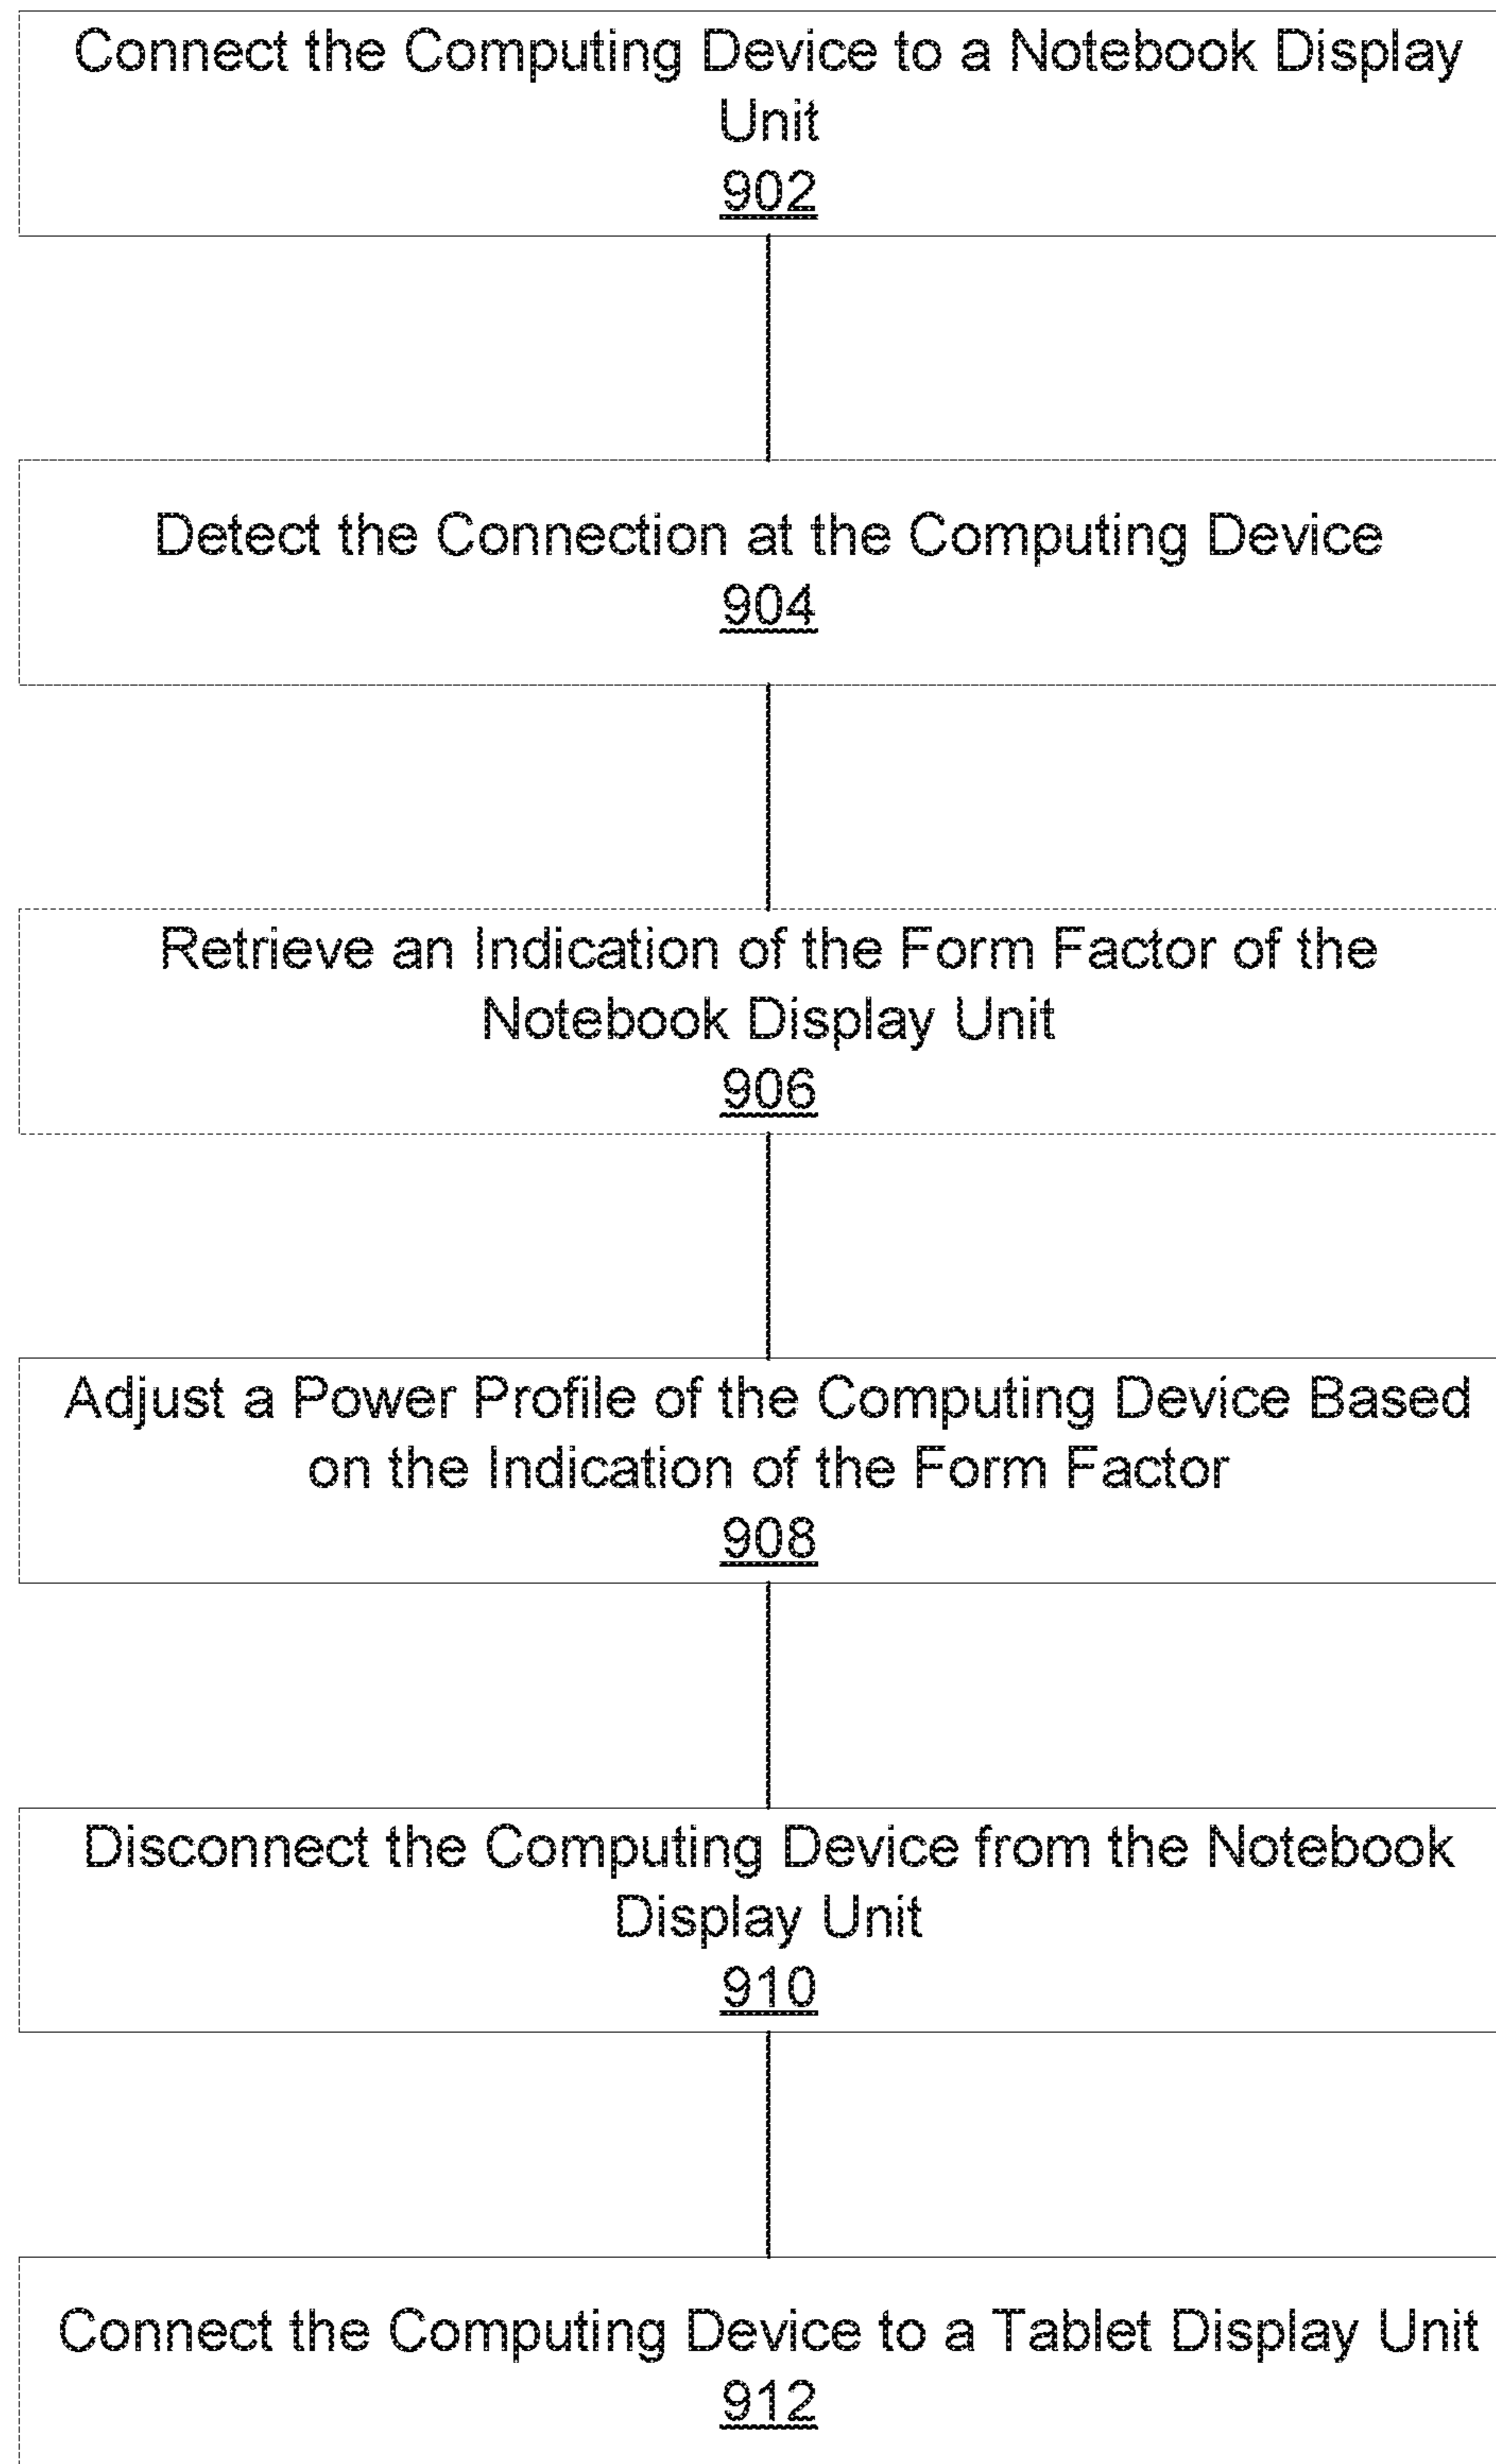 Connect the Computing Device to a Notebook Display
Unit
902
Detect the Connection at the Computing Device
904
Retrieve an Indication of the Form Factor of the
Notebook Display Unit
906
Adjust a Power Profile of the Computing Device Based
on the Indication of the Form Factor
908
Disconnect the Computing Device from the Notebook
Display Unit
910
Connect the Computing Device to a Tablet Display Unit
912